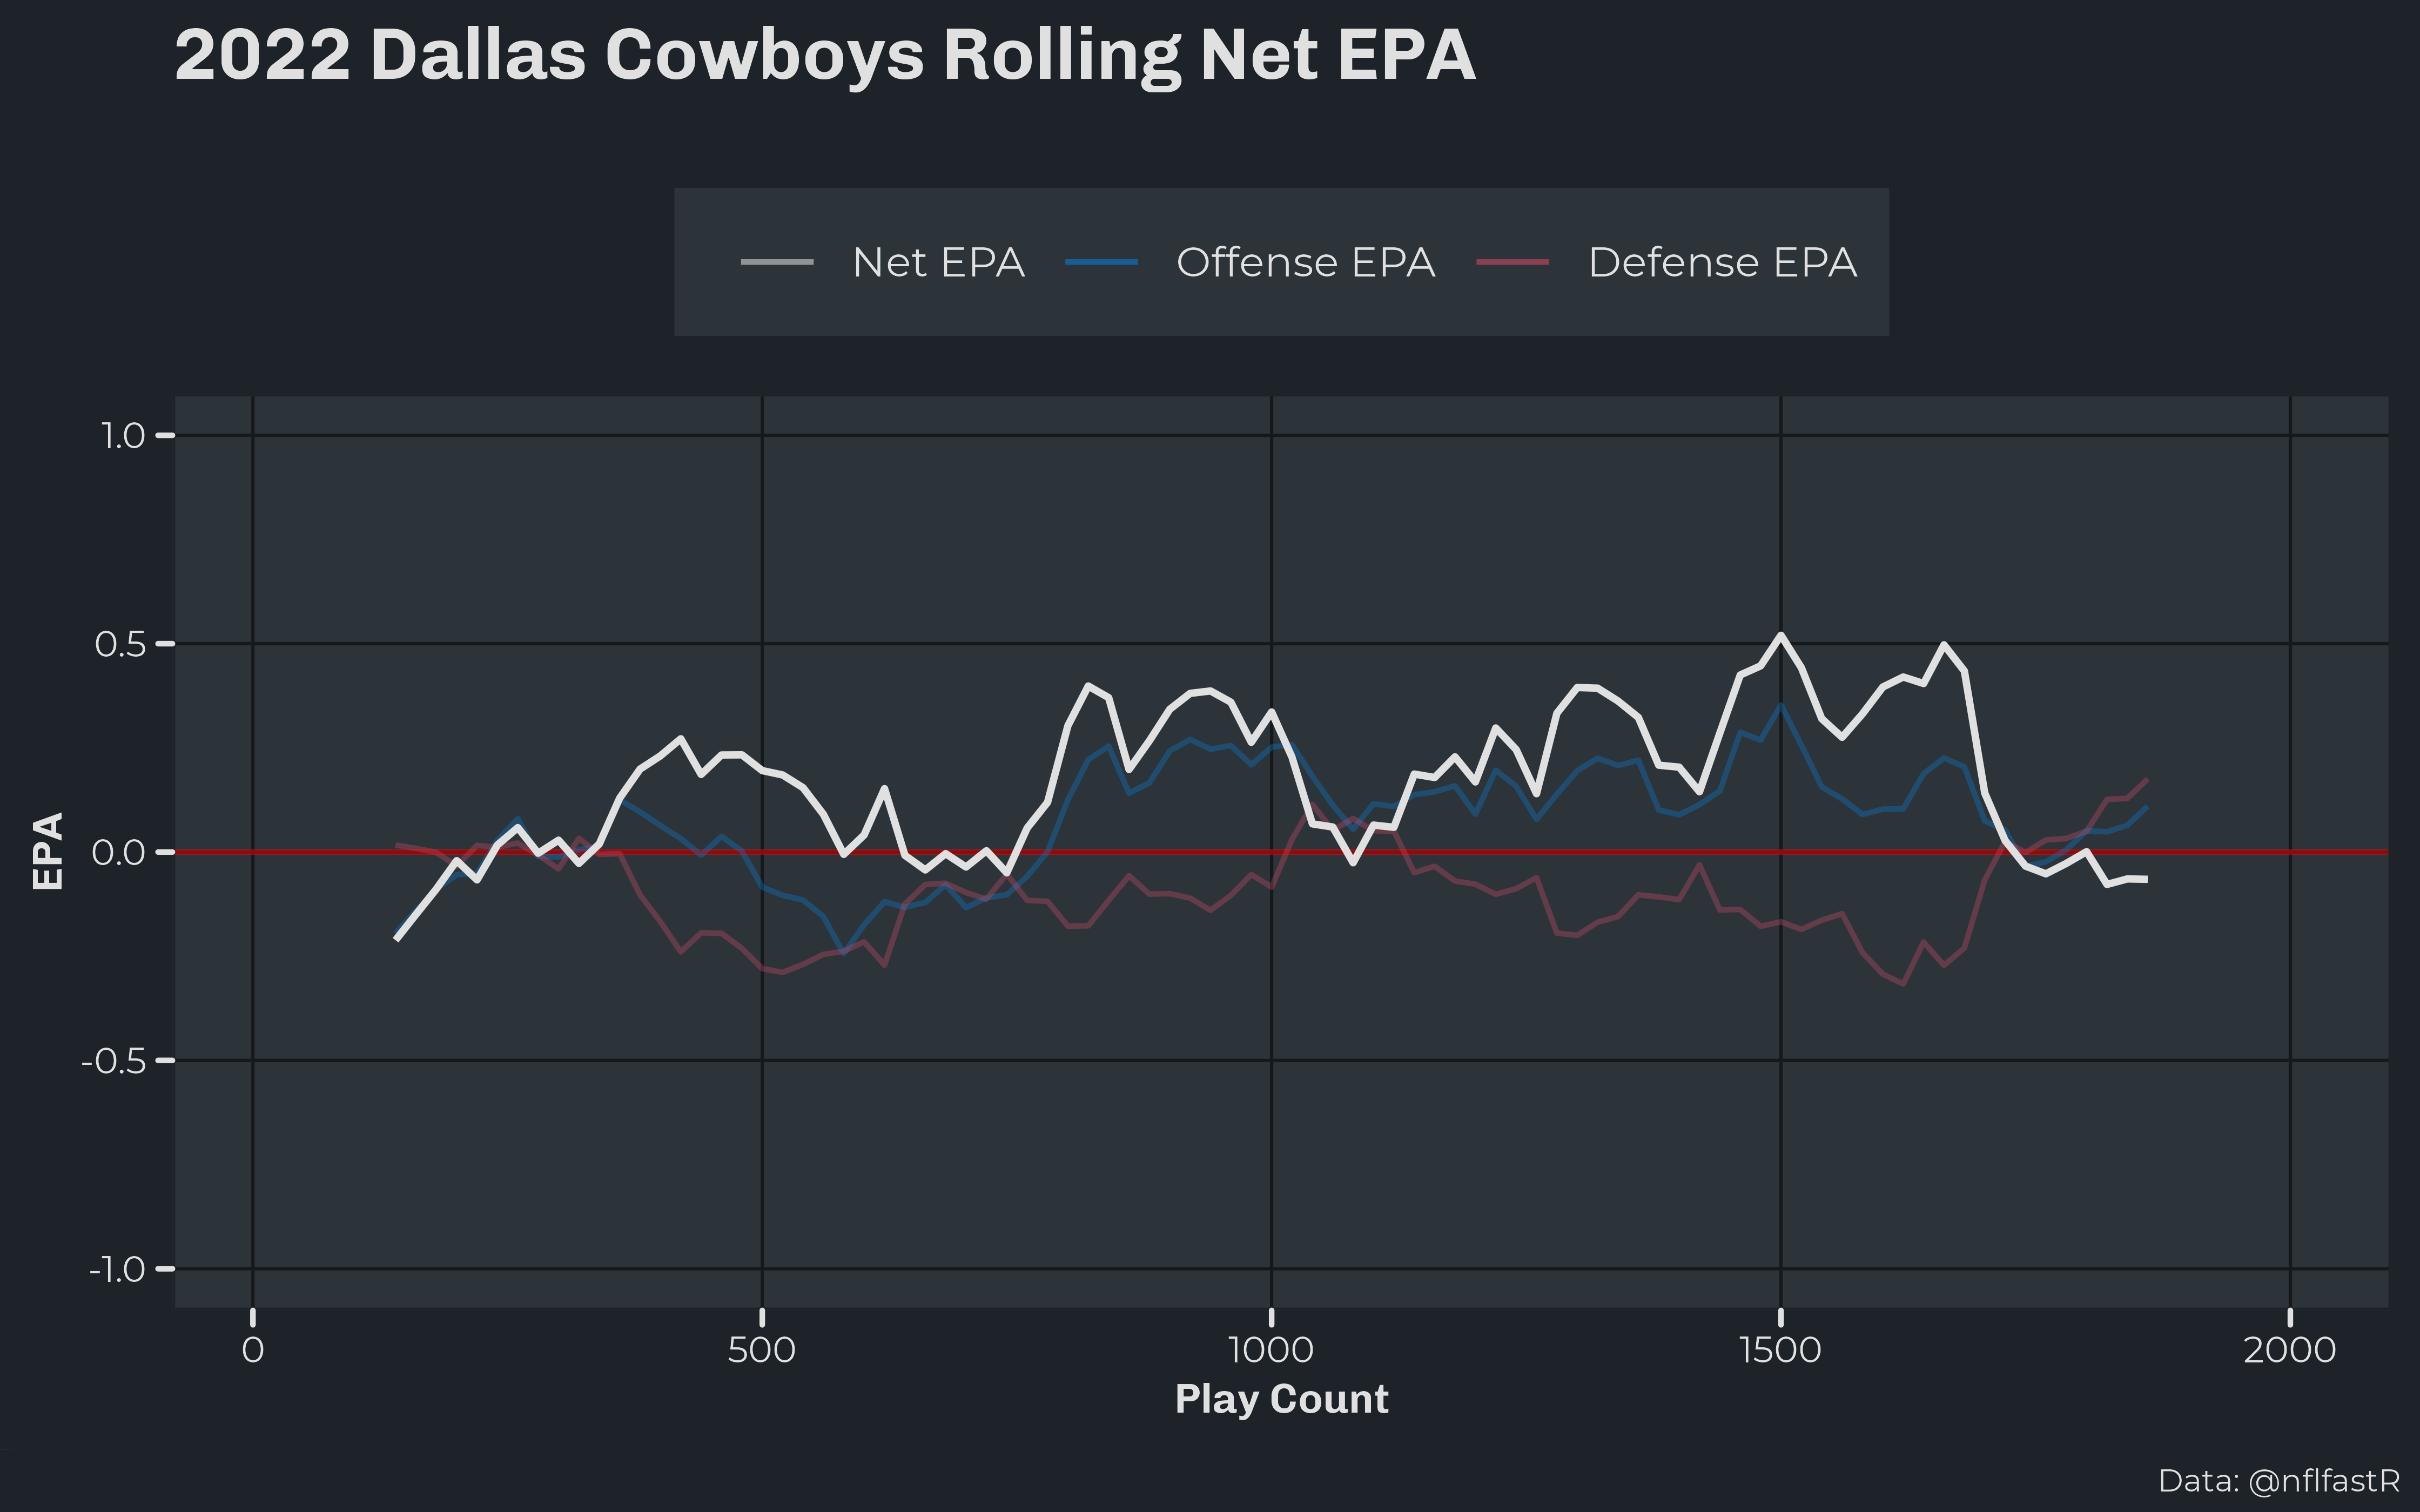 2022 Dallas Cowboys Rolling Net EPA
Net EPA Offense EPA Defense EPA
1.0
0.5
0.0
-0.5
-1.0
EPA
0 500 1000 1500 2000
Play Count
Data: @nflfastR